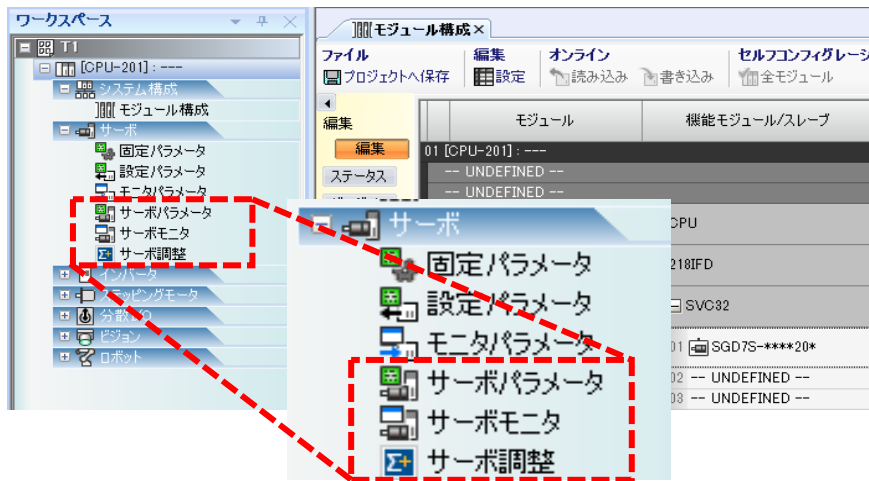 ワークスペース
T1
[CPU-201] : ---
システム構成
モジュール構成
サーボ
固定パラメータ
設定パラメータ
モニタパラメータ
サーボパラメータ
サーボモニタ
サーボ調整
インバータ
ステッピングモータ
分散I/O
ビジョン
ロボット
モジュール構成×
ファイル 編集 オンライン セルフコンフィグレーシ
プロジェクトへ保存 設定 読み込み 書き込み 全モジュール
編集
編集
ステータス
モジュール 機能モジュール/スレーブ
01 [CPU-201] : ---
-- UNDEFINED --
-- UNDEFINED --
CPU
218IFD
SVC32
01 SGD7S-****20*
02 -- UNDEFINED --
03 -- UNDEFINED --
サーボ
固定パラメータ
設定パラメータ
モニタパラメータ
サーボパラメータ
サーボモニタ
サーボ調整